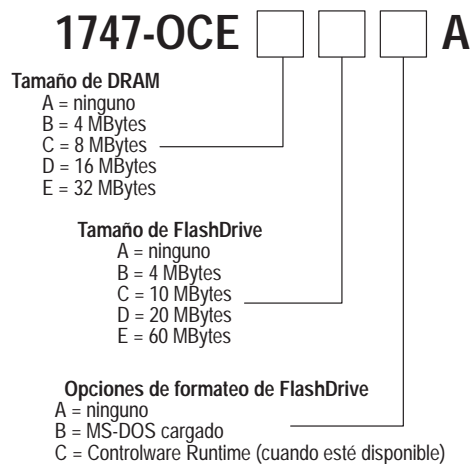 1747-OCE A
Tamaño de DRAM
A = ninguno
B = 4 MBytes
C = 8 MBytes
D = 16 MBytes
E = 32 MBytes
Tamaño de FlashDrive
A = ninguno
B = 4 MBytes
C = 10 MBytes
D = 20 MBytes
E = 60 MBytes
Opciones de formateo de FlashDrive
A = ninguno
B = MS-DOS cargado
C = Controlware Runtime (cuando esté disponible)